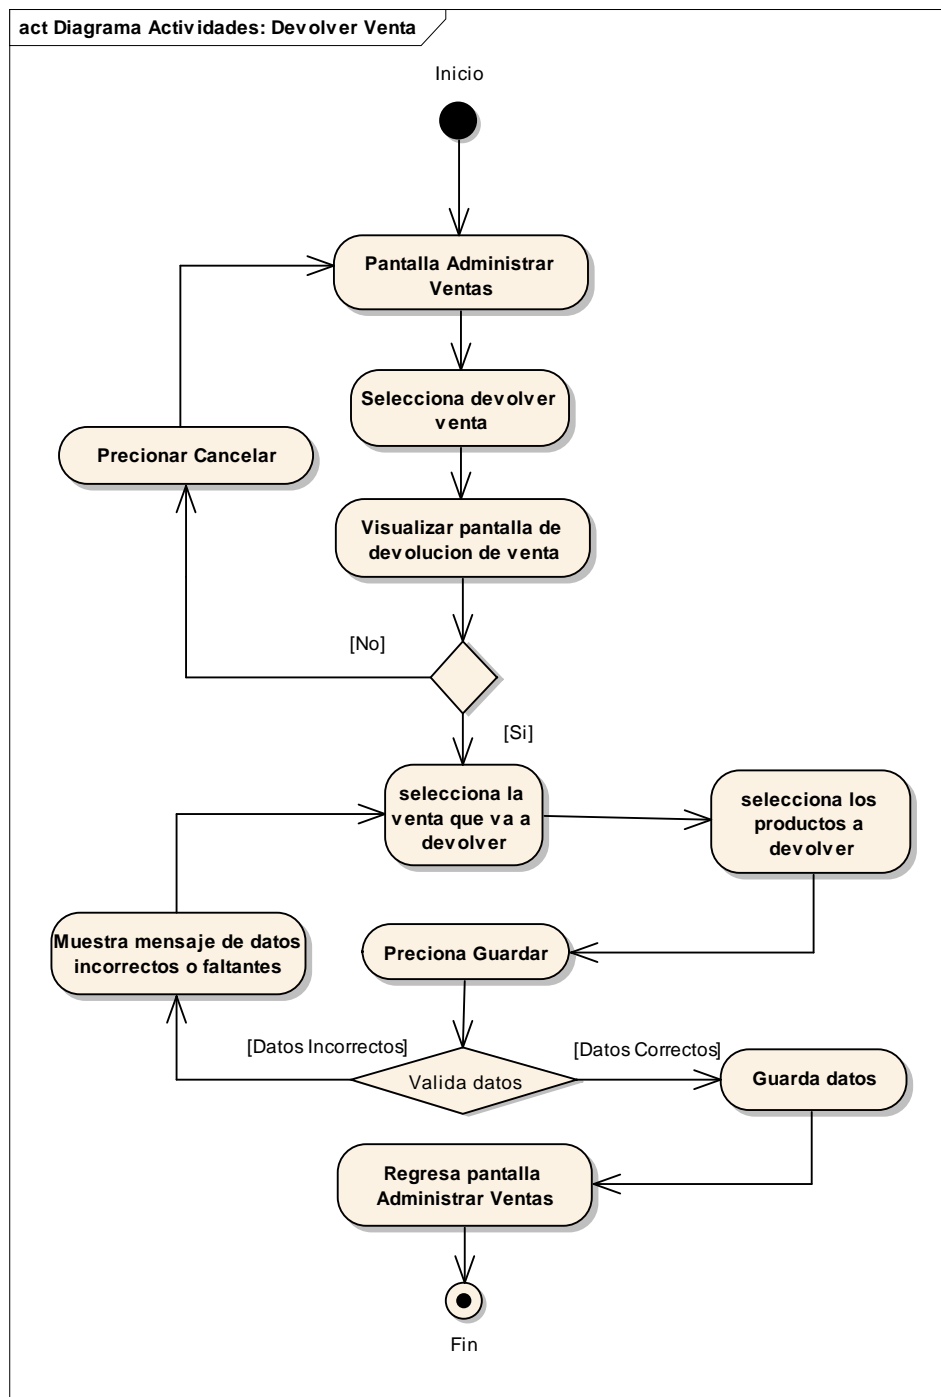 act Diagrama Actividades: Devolver Venta
Inicio
Pantalla Administrar
Ventas
Selecciona devolver
venta
Precionar Cancelar
Visualizar pantalla de
devolucion de venta
[No]
[Si]
selecciona la
venta que va a
devolver
selecciona los
productos a
devolver
Muestra mensaje de datos
incorrectos o faltantes
Preciona Guardar
[Datos Incorrectos]
[Datos Correctos]
Valida datos
Guarda datos
Regresa pantalla
Administrar Ventas
Fin